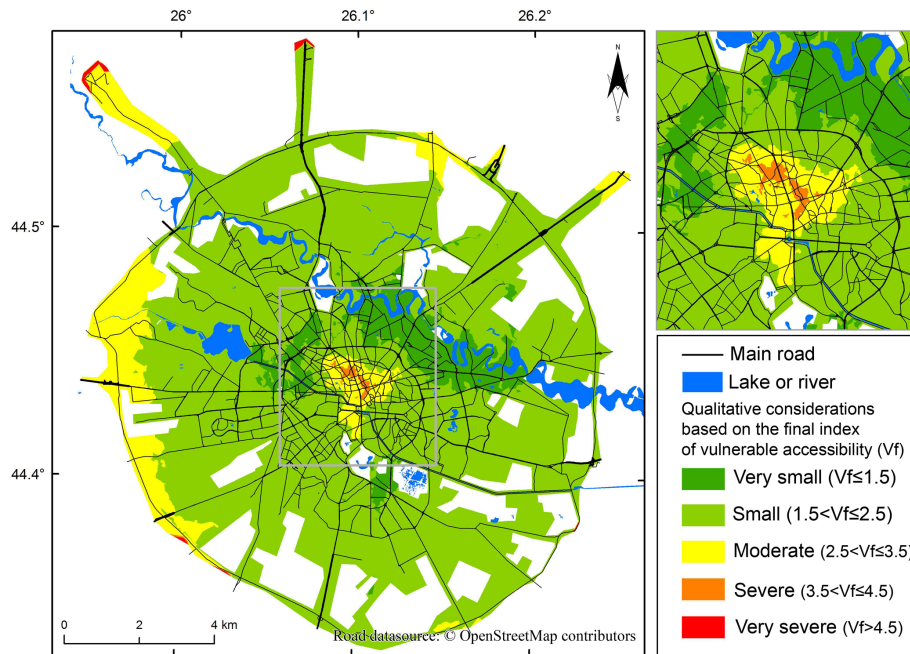 26° 26.1° 26.2°
N
S
44.5°
44.4°
0 2 4 km
Road datasource: © OpenStreetMap contributors
Main road
Lake or river
Qualitative considerations
based on the final index
of vulnerable accessibility (Vf)
Very small (Vf≤1.5)
Small (1.5<Vf≤2.5)
Moderate (2.5<Vf≤3.5)
Severe (3.5<Vf≤4.5)
Very severe (Vf>4.5)